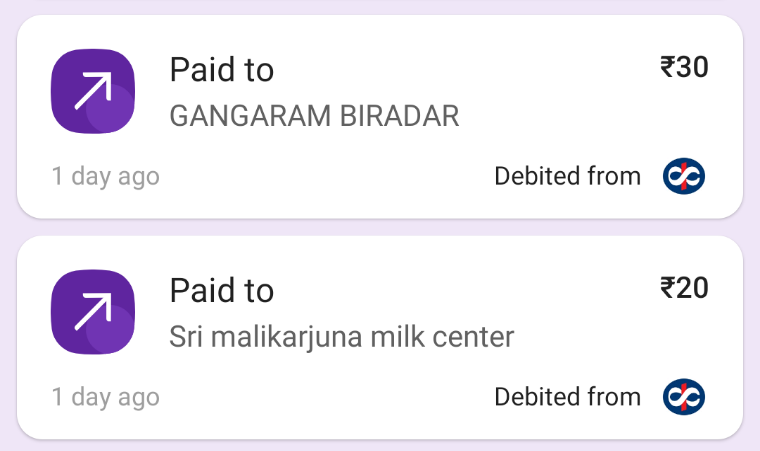 Paid to
₹30
GANGARAM BIRADAR
1 day ago
Debited from
Paid to
₹20
Sri malikarjuna milk center
1 day ago
Debited from